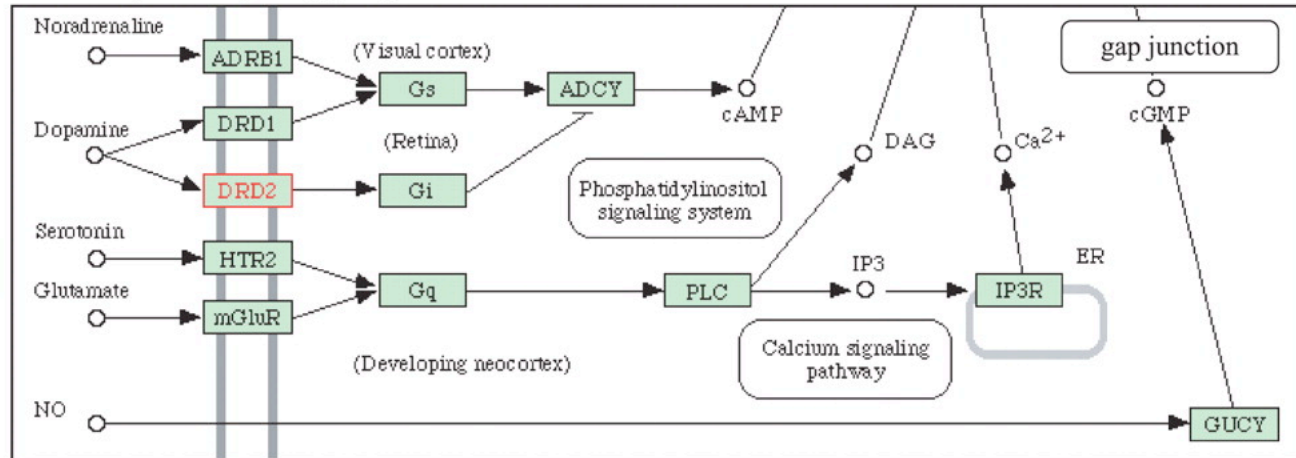 Noradrenaline
ADRB1
(Visual cortex)
Gs
ADCY
cAMP
gap junction
cGMP
Dopamine
DRD1
(Retina)
DRD2
Gi
DAG
Ca2+
Phosphatidylinositol
signaling system
Serotonin
HTR2
Glutamate
mGluR
Gq
PLC
IP3
IP3R
ER
(Developing neocortex)
Calcium signaling
pathway
NO
GUCY